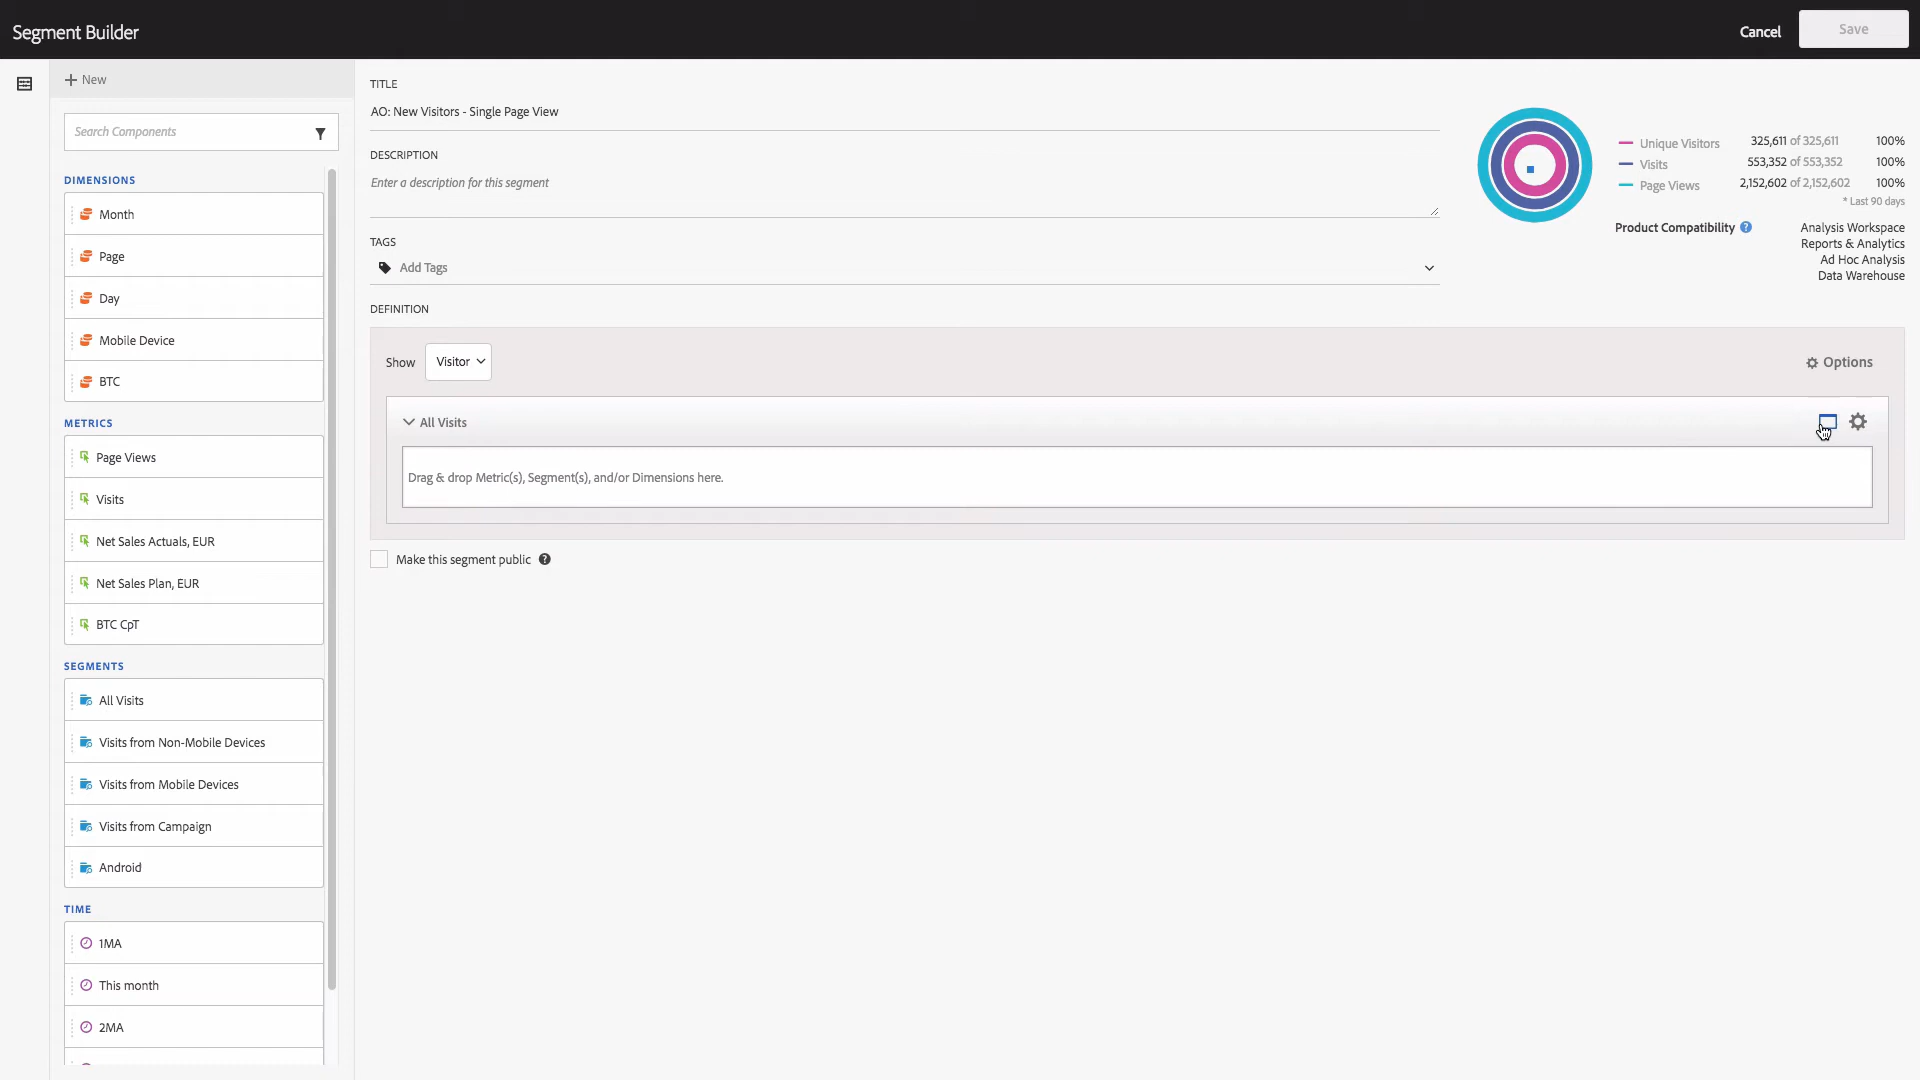 Segment Builder
Cancel
Save
New
Search Components
DIMENSIONS
Month
Page
Day
Mobile Device
BTC
METRICS
Page Views
Visits
Net Sales Actuals, EUR
Net Sales Plan, EUR
BTC CpT
SEGMENTS
All Visits
Visits from Non-Mobile Devices
Visits from Mobile Devices
Visits from Campaign
Android
TIME
1MA
This month
2MA
TITLE
AO: New Visitors - Single Page View
DESCRIPTION
Enter a description for this segment
TAGS
Add Tags
DEFINITION
Show Visitor
Options
All Visits
Drag & drop Metric(s), Segment(s), and/or Dimensions here.
Make this segment public ?
Unique Visitors 325,611 of 325,611 100%
Visits 553,352 of 553,352 100%
Page Views 2,152,602 of 2,152,602 100%
* Last 90 days
Product Compatibility ? Analysis Workspace
Reports & Analytics
Ad Hoc Analysis
Data Warehouse